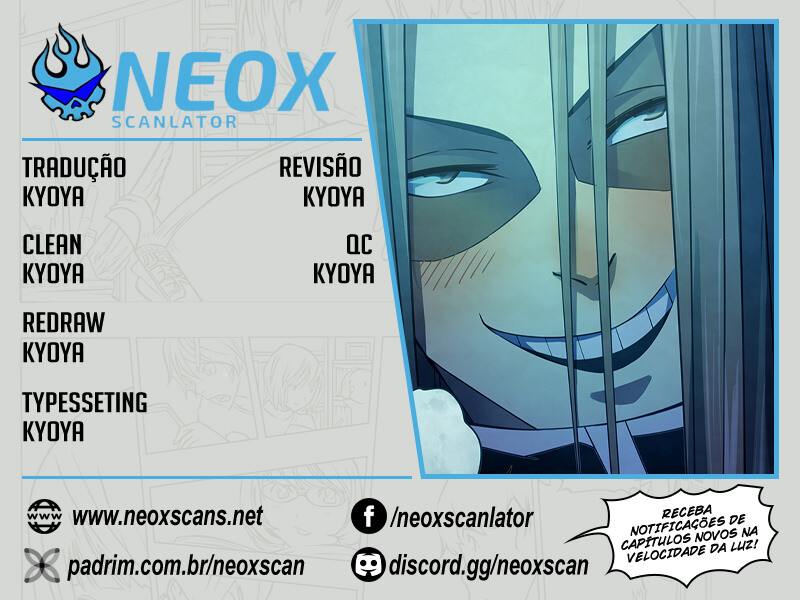 NEOX
SCANLATOR
TRADUÇÃO
KYOYA
REVISÃO
KYOYA
CLEAN
KYOYA
QC
KYOYA
REDRAW
KYOYA
TYPESSETING
KYOYA
www
www.neoxscans.net
/neoxscanlator
padrim.com.br/neoxscan
discord.gg/neoxscan
RECEBA
NOTIFICAÇÕES DE
CAPÍTULOS NOVOS NA
VELOCIDADE DA LUZ!